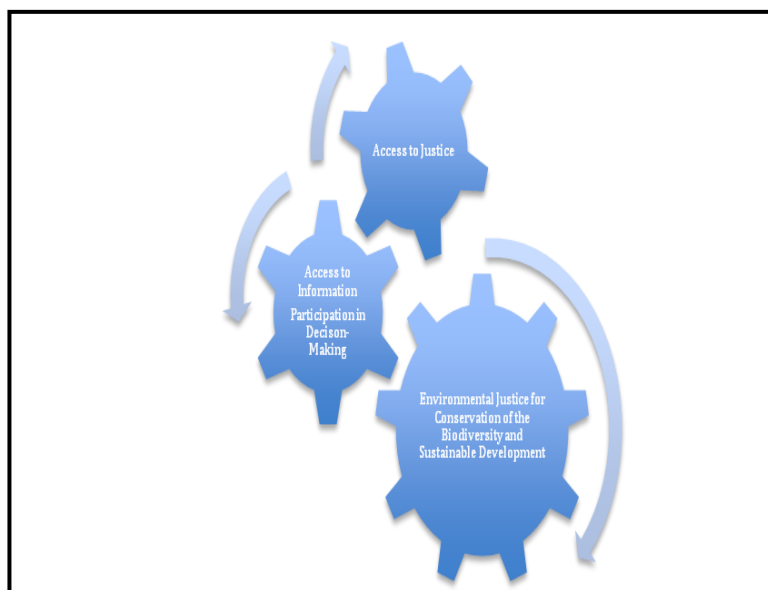 Access to Justice
Access to
Information
Participation in
Decison-
Making
Environmental Justice for
Conservation of the
Biodiversity and
Sustainable Development